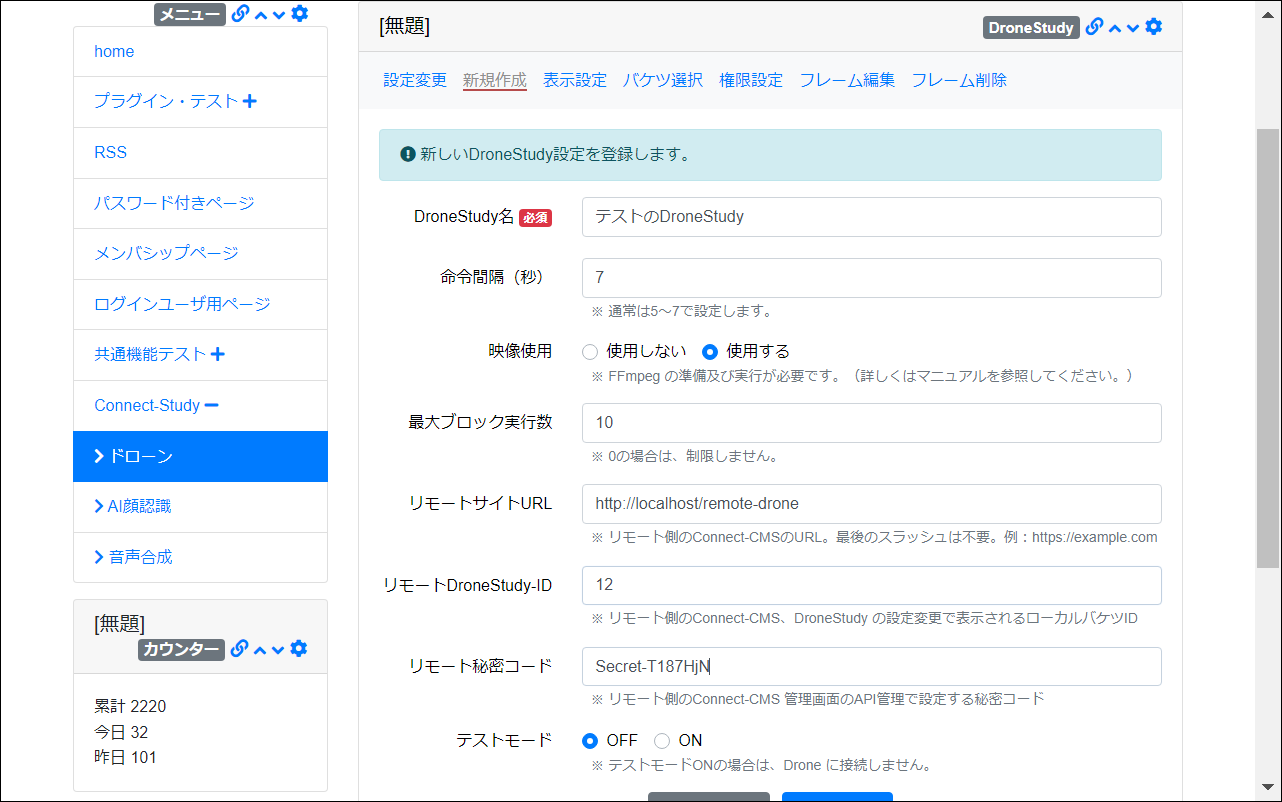 メニュー
home
プラグイン・テスト
RSS
パスワード付きページ
メンバシップページ
ログインユーザ用ページ
共通機能テスト
Connect-Study
ドローン
AI顔認識
音声合成
[無題]
カウンター
累計 2220
今日 32
昨日 101
[無題]
DroneStudy
設定変更 新規作成 表示設定 バケツ選択 権限設定 フレーム編集 フレーム削除
新しいDroneStudy設定を登録します。
DroneStudy名 必須 テストのDroneStudy
命令間隔（秒） 7
※ 通常は5～7で設定します。
映像使用 使用しない 使用する
※ FFmpeg の準備及び実行が必要です。（詳しくはマニュアルを参照してください。）
最大ブロック実行数 10
※ 0の場合は、制限しません。
リモートサイトURL http://localhost/remote-drone
※ リモート側のConnect-CMSのURL。最後のスラッシュは不要。例：https://example.com
リモートDroneStudy-ID 12
※ リモート側のConnect-CMS、DroneStudy の設定変更で表示されるローカルバケツID
リモート秘密コード Secret-T187HjN
※ リモート側のConnect-CMS 管理画面のAPI管理で設定する秘密コード
テストモード OFF ON
※ テストモードONの場合は、Drone に接続しません。